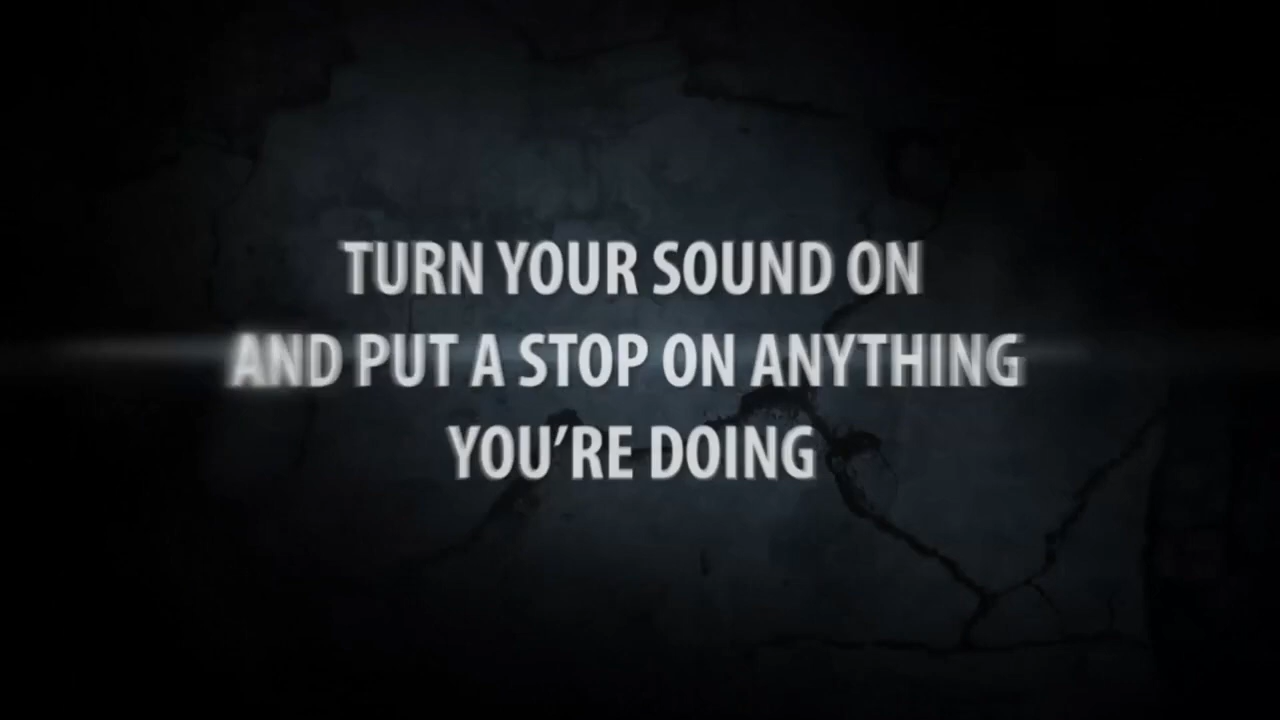 TURN YOUR SOUND ON
AND PUT A STOP ON ANYTHING
YOU’RE DOING